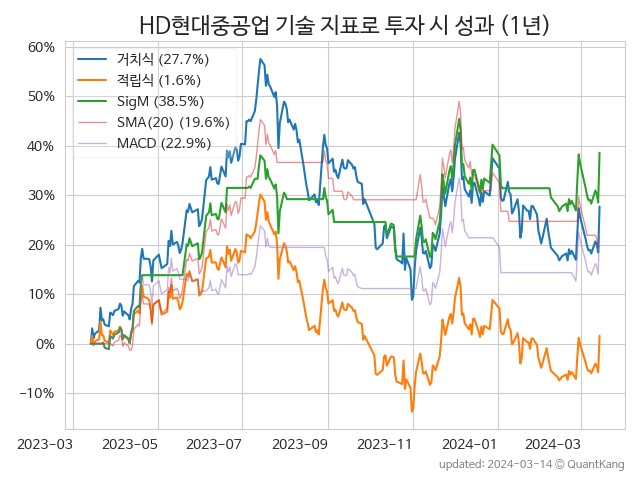 HD현대중공업 기술 지표로 투자 시 성과 (1년)
60%
50%
40%
30%
20%
10%
0%
−10%
거치식 (27.7%)
적립식 (1.6%)
SigM (38.5%)
SMA(20) (19.6%)
MACD (22.9%)
2023-03
2023-05
2023-07
2023-09
2023-11
2024-01
2024-03
updated: 2024-03-14 ⓒ QuantKang